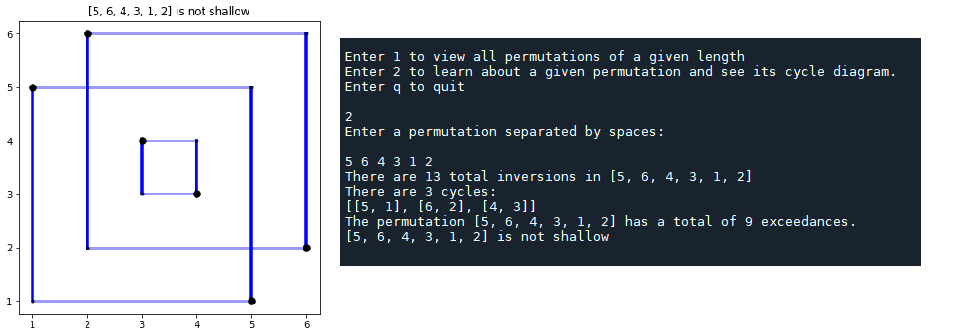 [5, 6, 4, 3, 1, 2] is not shallow
6
5
4
3
2
1
1 2 3 4 5 6
Enter 1 to view all permutations of a given length
Enter 2 to learn about a given permutation and see its cycle diagram.
Enter q to quit
2
Enter a permutation separated by spaces:
5 6 4 3 1 2
There are 13 total inversions in [5, 6, 4, 3, 1, 2]
There are 3 cycles:
[[5, 1], [6, 2], [4, 3]]
The permutation [5, 6, 4, 3, 1, 2] has a total of 9 exceedances.
[5, 6, 4, 3, 1, 2] is not shallow